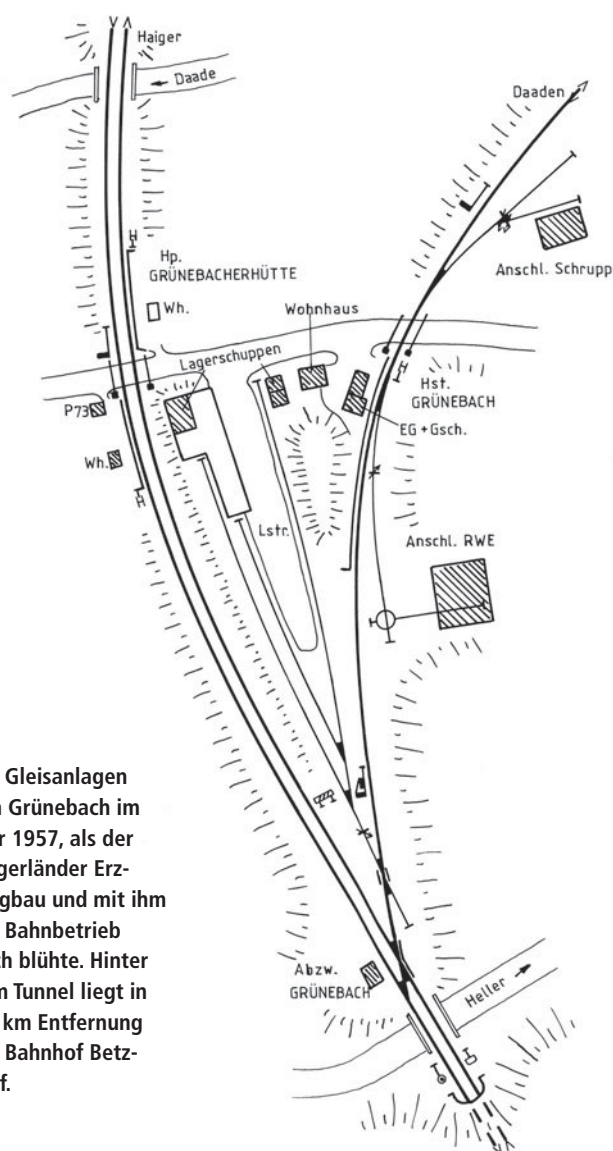 Haiger
← Daade
Daaden
Hp.
GRÜNEBACHERHÜTTE
Wh.
Anschl. Schrupp
Wohnhaus
Lagerschuppen
Hst.
GRÜNEBACH
P73
EG + Gsch.
Wh.
Lstr.
Anschl. RWE
Gleisanlagen
n Grünebach im
r 1957, als der
gerländer Erz-
gbau und mit ihm
Bahnbetrieb
ch blühte. Hinter
m Tunnel liegt in
km Entfernung
Bahnhof Betz-
f.
Abzw.
GRÜNEBACH
Heller →